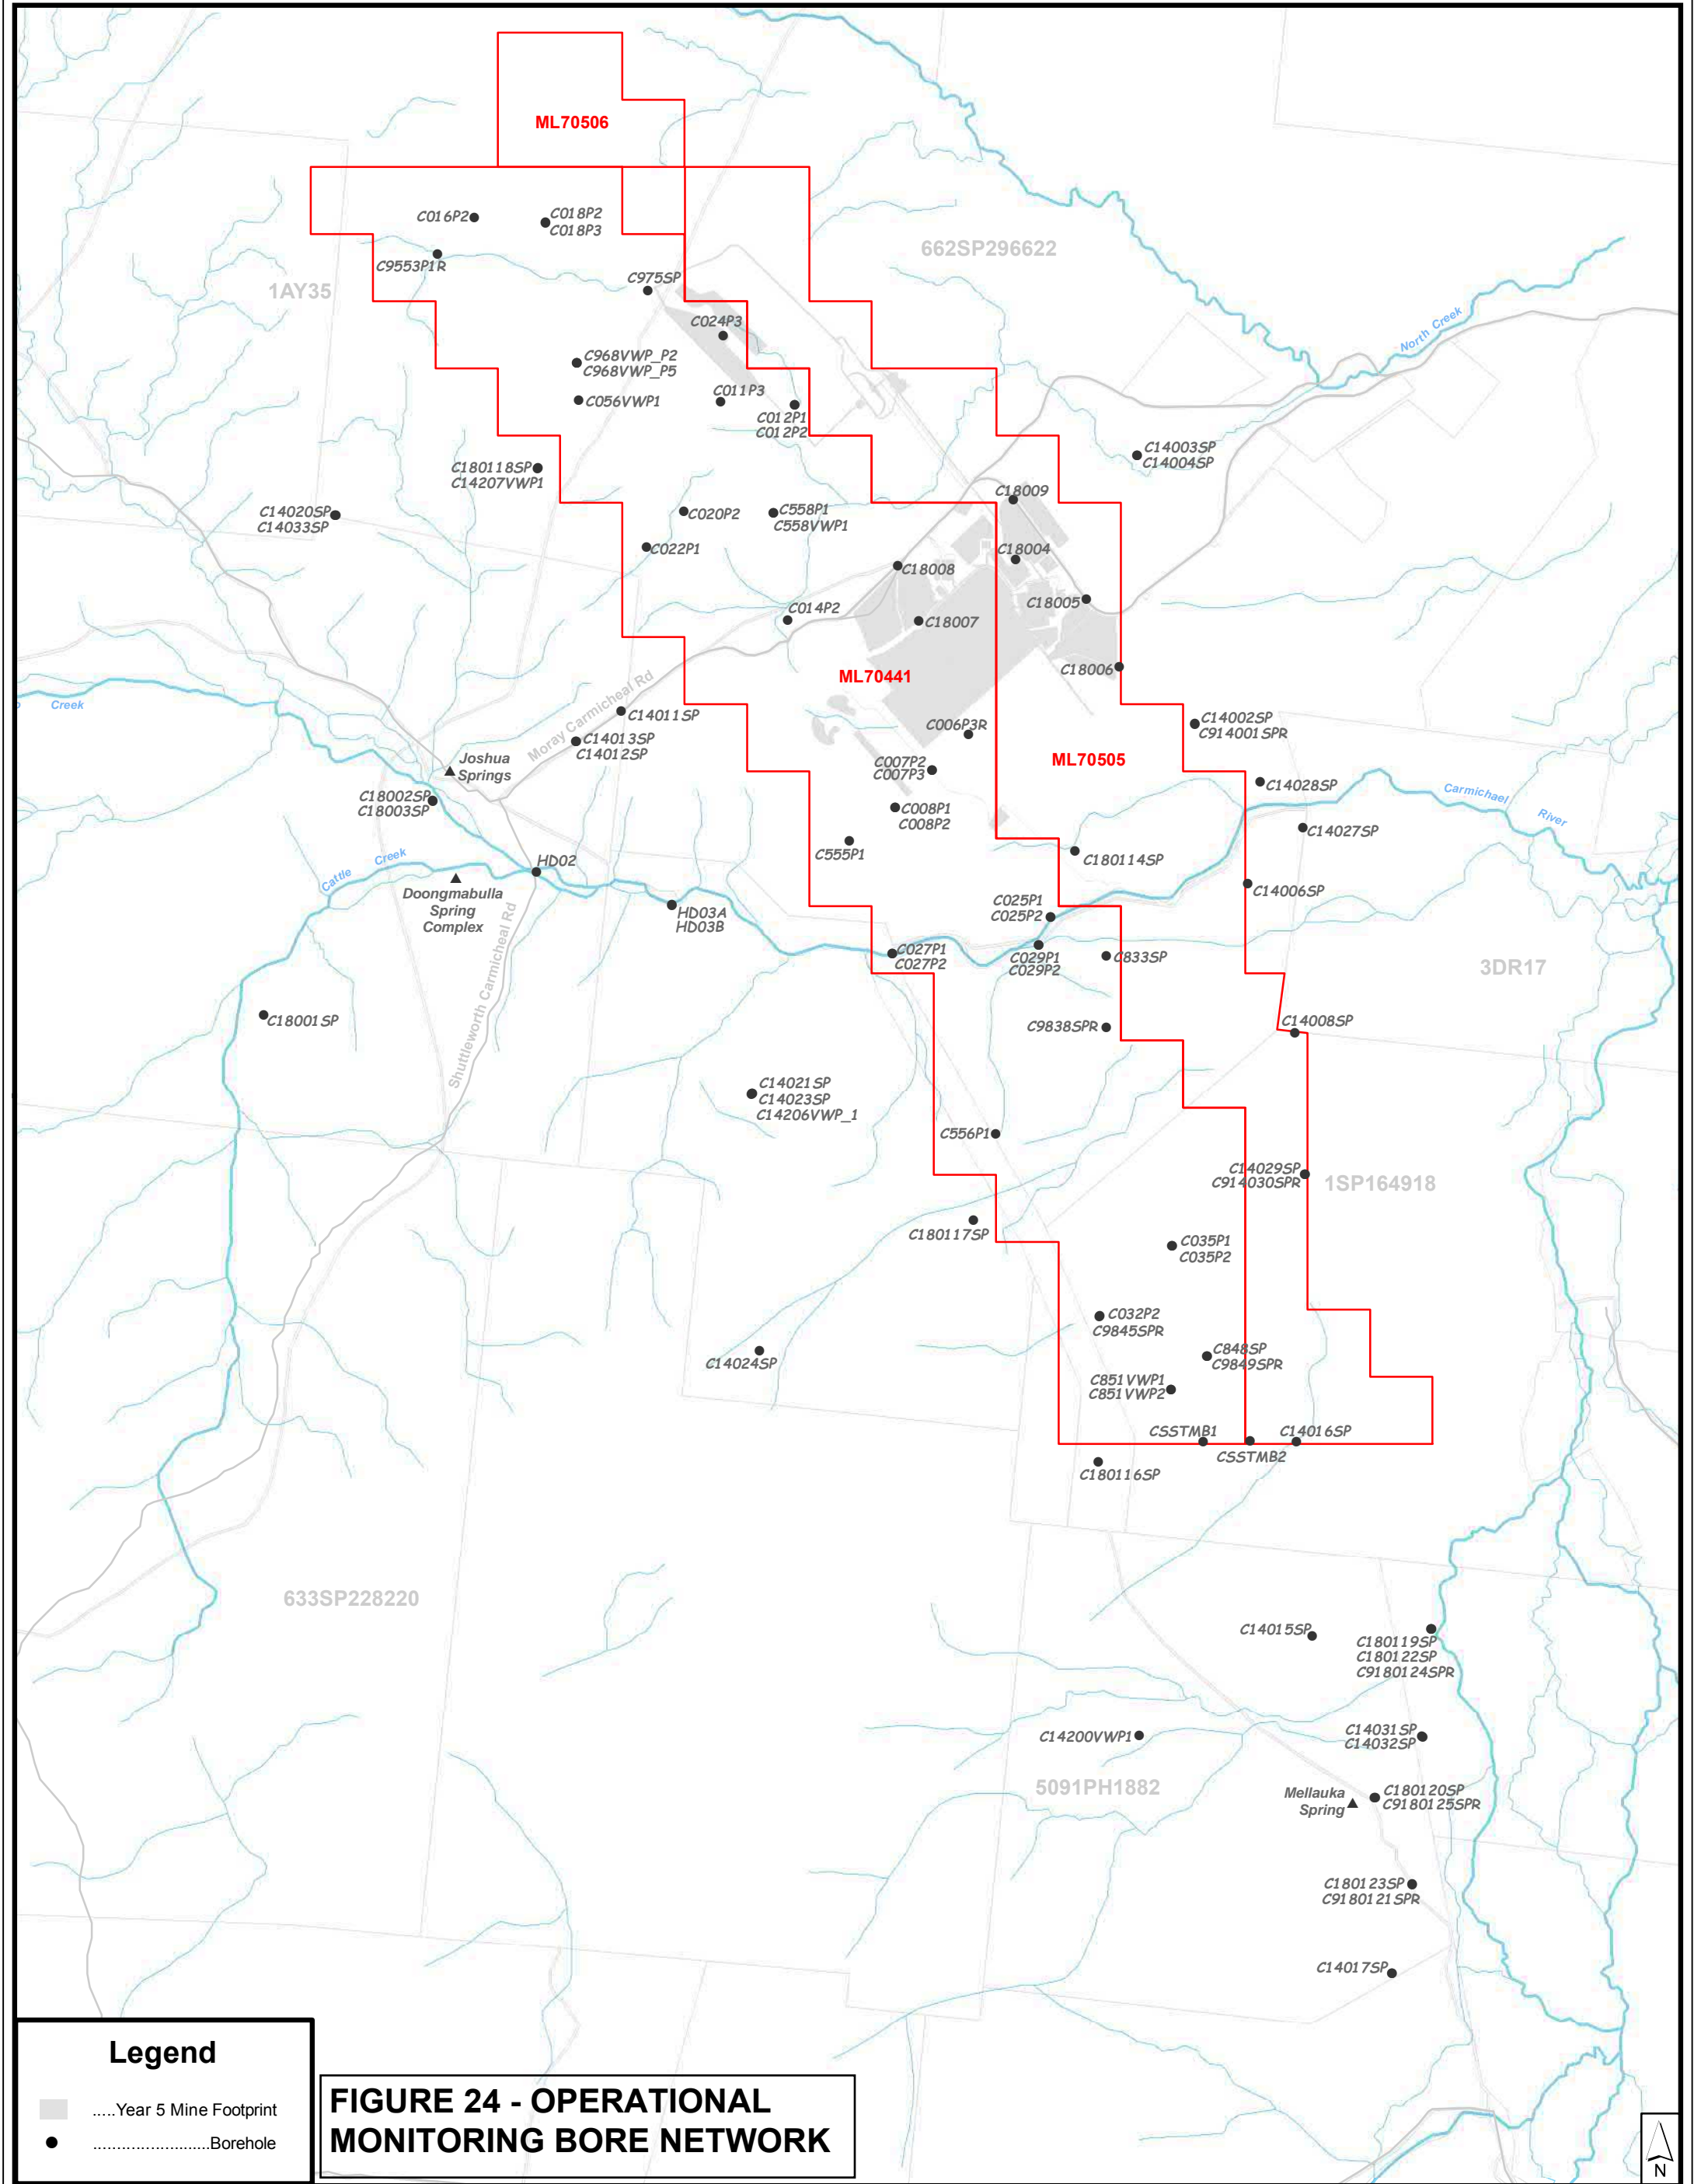 ML70506
C016P2
C018P2
C018P3
662SP296622
C9553P1R
1AY35
C975SP
North Creek
C024P3
C968VWP_P2
C968VWP_P5
C056VWP1
C011P3
C012P1
C012P2
C14003SP
C14004SP
C180118SP
C14207VWP1
C18009
C14020SP
C14033SP
C020P2
C558P1
C558VWP1
C022P1
C18004
C18008
C18005
C014P2
C18007
C18006
ML70441
Moray Carmicheal Rd
Creek
C14011SP
C14002SP
C914001SPR
C14013SP
C14012SP
C006P3R
Joshua
Springs
ML70505
C007P2
C007P3
C14028SP
Carmichael
River
C18002SP
C18003SP
C008P1
C008P2
C14027SP
C555P1
C180114SP
Cattle Creek
HD02
C14006SP
Doongmabulla
Spring
Complex
HD03A
HD03B
C025P1
C025P2
Shuttleworth Carmicheal Rd
C027P1
C027P2
C029P1
C029P2
C833SP
3DR17
C18001SP
C9838SPR
C14008SP
C14021SP
C14023SP
C14206VWP_1
C556P1
C14029SP
C914030SPR
1SP164918
C180117SP
C035P1
C035P2
C032P2
C9845SPR
C14024SP
C848SP
C9849SPR
C851VWP1
C851VWP2
CSSTMB1
C14016SP
CSSTMB2
C180116SP
633SP228220
C14015SP
C180119SP
C180122SP
C9180124SPR
C14200VWP1
C14031SP
C14032SP
5091PH1882
Mellauka
Spring
C180120SP
C9180125SPR
C180123SP
C9180121SPR
C14017SP
Legend
.....Year 5 Mine Footprint
.......................Borehole
FIGURE 24 - OPERATIONAL
MONITORING BORE NETWORK
N